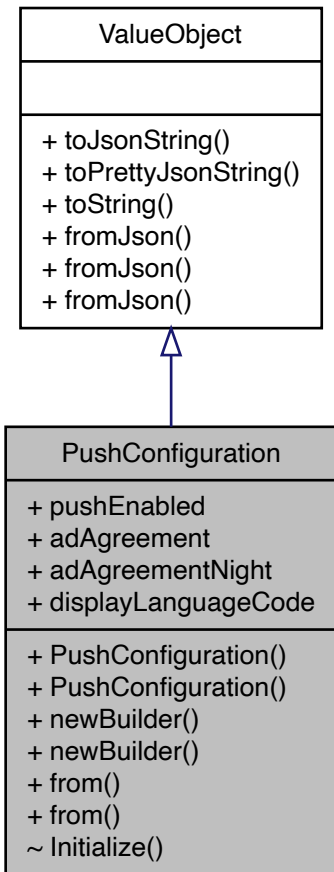 ValueObject
+ toJsonString()
+ toPrettyJsonString()
+ toString()
+ fromJson()
+ fromJson()
+ fromJson()
PushConfiguration
+ pushEnabled
+ adAgreement
+ adAgreementNight
+ displayLanguageCode
+ PushConfiguration()
+ PushConfiguration()
+ newBuilder()
+ newBuilder()
+ from()
+ from()
~ Initialize()